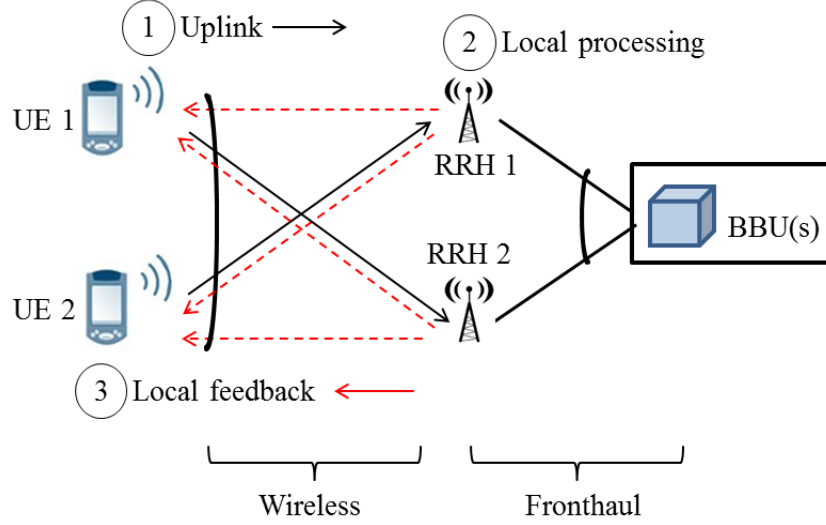 1 Uplink
2 Local processing
UE 1
RRH 1
RRH 2
BBU(s)
UE 2
3 Local feedback
Wireless
Fronthaul